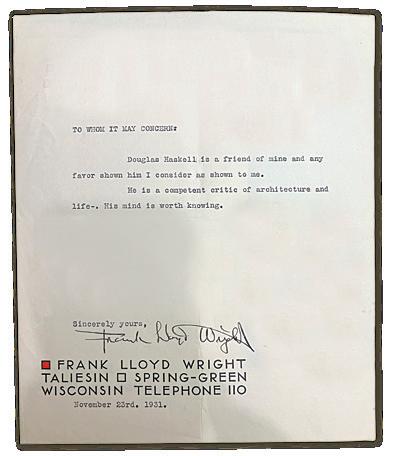 TO WHOM IT MAY CONCERN:
Douglas Haskell is a friend of mine and any
favor shown him I consider as shown to me.
He is a competent critic of architecture and
life-. His mind is worth knowing.
Sincerely yours,
Frank Lloyd Wright
FRANK LLOYD WRIGHT
TALIESIN □ SPRING-GREEN
WISCONSIN TELEPHONE 110
November 23rd. 1931.